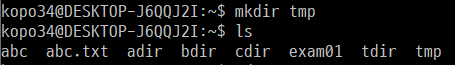 kopo34@DESKTOP-J6QQJ2I:~$ mkdir tmp
kopo34@DESKTOP-J6QQJ2I:~$ ls
abc  abc.txt  adir  bdir  cdir  exam01  tdir  tmp